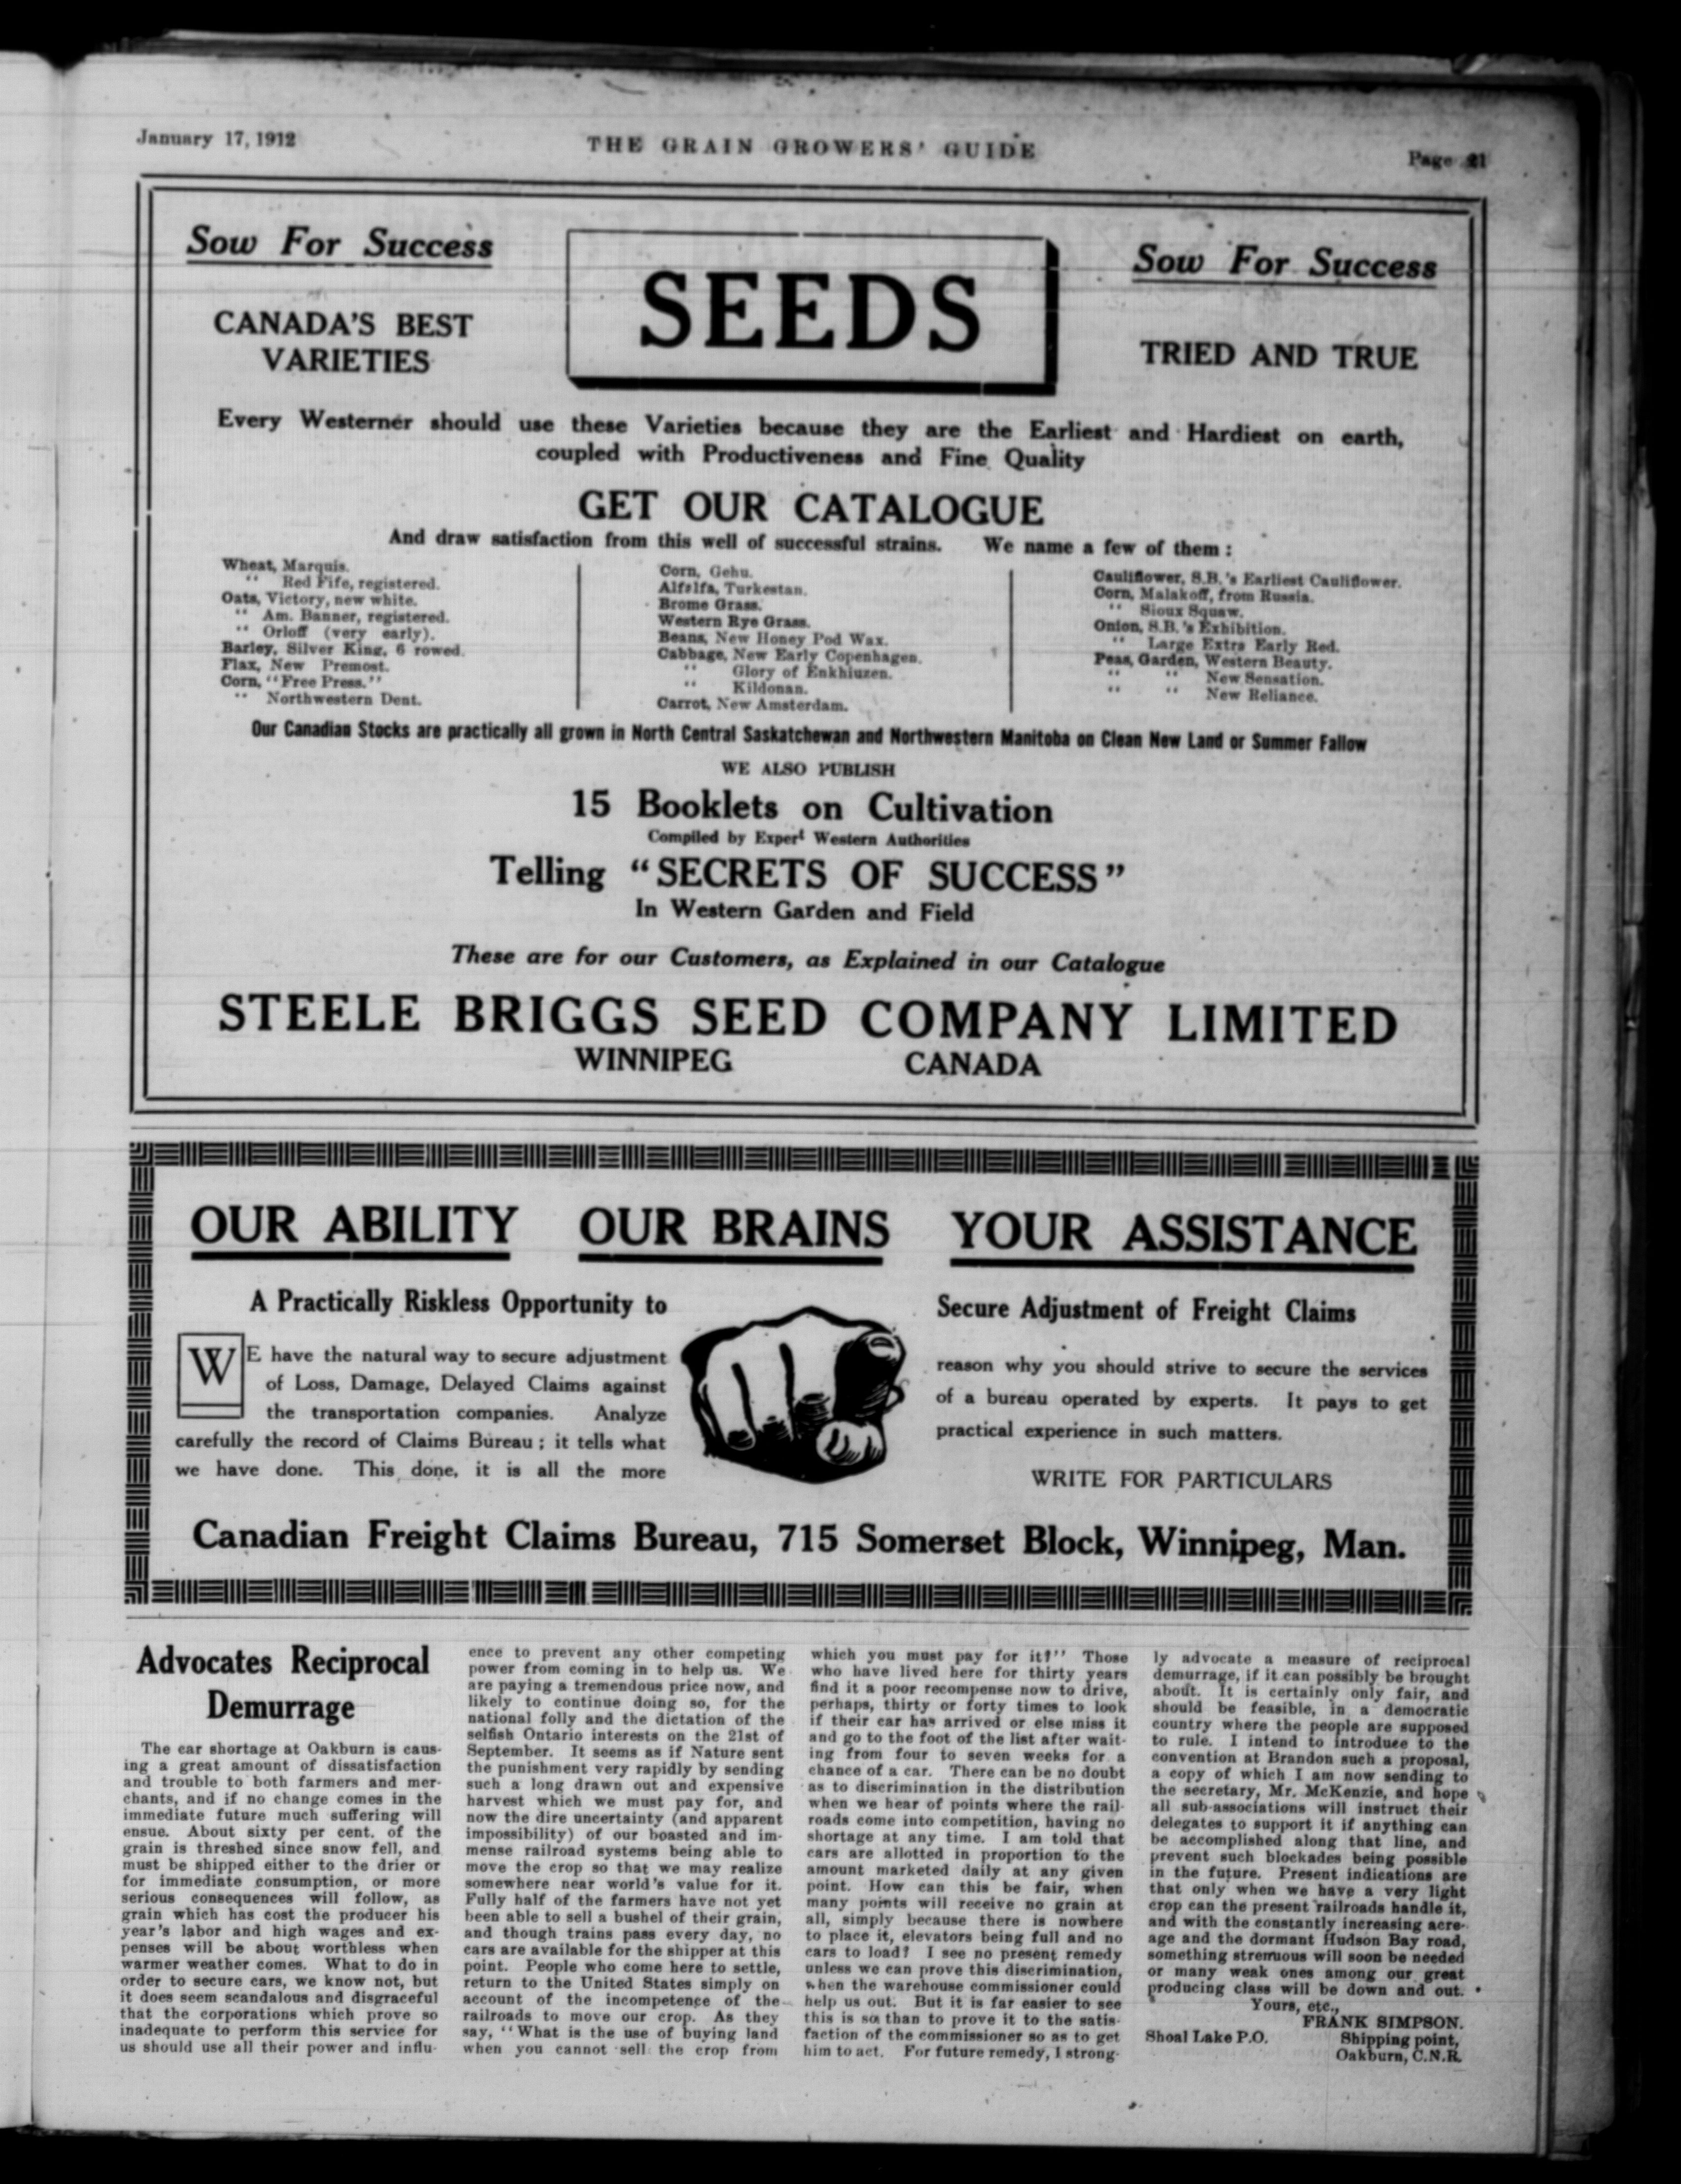 January 17, 1912
THE GRAIN GROWERS' GUIDE
Page 21
Sow For Success
CANADA'S BEST
VARIETIES
SEEDS
Sow For Success
TRIED AND TRUE
Every Westerner should use these Varieties because they are the Earliest and Hardiest on earth,
coupled with Productiveness and Fine Quality
GET OUR CATALOGUE
And draw satisfaction from this well of successful strains. We name a few of them :
Wheat, Marquis.
" Red Fife, registered.
Oats, Victory, new white.
" Am. Banner, registered.
" Orloff (very early).
Barley, Silver King, 6 rowed.
Flax, New Premost.
Corn, "Free Press."
" Northwestern Dent.
Corn, Gehu.
Alfalfa, Turkestan.
Brome Grass.
Western Rye Grass.
Beans, New Honey Pod Wax.
Cabbage, New Early Copenhagen.
" Glory of Enkhiuzen.
" Kildonan.
Carrot, New Amsterdam.
Cauliflower, S.B.'s Earliest Cauliflower.
Corn, Malakoff, from Russia.
" Sioux Squaw.
Onion, S.B.'s Exhibition.
" Large Extra Early Red.
Peas, Garden, Western Beauty.
" " New Sensation.
" " New Reliance.
Our Canadian Stocks are practically all grown in North Central Saskatchewan and Northwestern Manitoba on Clean New Land or Summer Fallow
WE ALSO PUBLISH
15 Booklets on Cultivation
Compiled by Expert Western Authorities
Telling "SECRETS OF SUCCESS"
In Western Garden and Field
These are for our Customers, as Explained in our Catalogue
STEELE BRIGGS SEED COMPANY LIMITED
WINNIPEG CANADA
OUR ABILITY OUR BRAINS YOUR ASSISTANCE
A Practically Riskless Opportunity to
WE have the natural way to secure adjustment
of Loss, Damage, Delayed Claims against
the transportation companies. Analyze
carefully the record of Claims Bureau ; it tells what
we have done. This done, it is all the more
Secure Adjustment of Freight Claims
reason why you should strive to secure the services
of a bureau operated by experts. It pays to get
practical experience in such matters.
WRITE FOR PARTICULARS
Canadian Freight Claims Bureau, 715 Somerset Block, Winnipeg, Man.
Advocates Reciprocal
Demurrage
The car shortage at Oakburn is caus-
ing a great amount of dissatisfaction
and trouble to both farmers and mer-
chants, and if no change comes in the
immediate future much suffering will
ensue. About sixty per cent. of the
grain is threshed since snow fell, and
must be shipped either to the drier or
for immediate consumption, or more
serious consequences will follow, as
grain which has cost the producer his
year's labor and high wages and ex-
penses will be about worthless when
warmer weather comes. What to do in
order to secure cars, we know not, but
it does seem scandalous and disgraceful
that the corporations which prove so
inadequate to perform this service for
us should use all their power and influ-
ence to prevent any other competing
power from coming in to help us. We
are paying a tremendous price now, and
likely to continue doing so, for the
national folly and the dictation of the
selfish Ontario interests on the 21st of
September. It seems as if Nature sent
the punishment very rapidly by sending
such a long drawn out and expensive
harvest which we must pay for, and
now the dire uncertainty (and apparent
impossibility) of our boasted and im-
mense railroad systems being able to
move the crop so that we may realize
somewhere near world's value for it.
Fully half of the farmers have not yet
been able to sell a bushel of their grain,
and though trains pass every day, no
cars are available for the shipper at this
point. People who come here to settle,
return to the United States simply on
account of the incompetence of the
railroads to move our crop. As they
say, "What is the use of buying land
when you cannot sell the crop from
which you must pay for it?" Those
who have lived here for thirty years
find it a poor recompense now to drive,
perhaps, thirty or forty times to look
if their car has arrived or else miss it
and go to the foot of the list after wait-
ing from four to seven weeks for a
chance of a car. There can be no doubt
as to discrimination in the distribution
when we hear of points where the rail-
roads come into competition, having no
shortage at any time. I am told that
cars are allotted in proportion to the
amount marketed daily at any given
point. How can this be fair, when
many points will receive no grain at
all, simply because there is nowhere
to place it, elevators being full and no
cars to load? I see no present remedy
unless we can prove this discrimination,
when the warehouse commissioner could
help us out. But it is far easier to see
this is so than to prove it to the satis-
faction of the commissioner so as to get
him to act. For future remedy, I strong-
ly advocate a measure of reciprocal
demurrage, if it can possibly be brought
about. It is certainly only fair, and
should be feasible, in a democratic
country where the people are supposed
to rule. I intend to introduce to the
convention at Brandon such a proposal,
a copy of which I am now sending to
the secretary, Mr. McKenzie, and hope
all sub-associations will instruct their
delegates to support it if anything can
be accomplished along that line, and
prevent such blockades being possible
in the future. Present indications are
that only when we have a very light
crop can the present railroads handle it,
and with the constantly increasing acre-
age and the dormant Hudson Bay road,
something strenuous will soon be needed
or many weak ones among our great
producing class will be down and out.
Yours, etc.,
FRANK SIMPSON.
Shoal Lake P.O. Shipping point,
Oakburn, C.N.R.